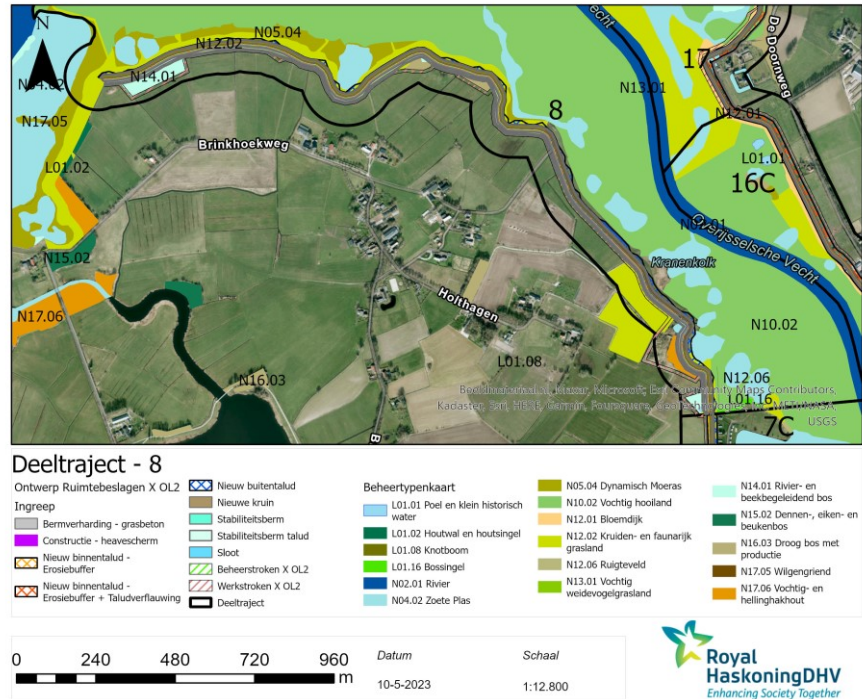 N
N12.02
N05.04
N14.01
N04.02
N17.05
L01.02
Brinkhoekweg
8
N13.01
17
De Doornweg
N12.01
L01.01
16C
Overijsselsche Vecht
Kranenkolk
N15.02
N17.06
Holthagen
N10.02
N16.03
L01.08
N12.06
L01.16
7C
B
Kadaster, Esri, HERE, Garmin, Foursquare,
USGS
Deeltraject - 8
Ontwerp Ruimtebeslagen X OL2
Ingreep
Bermverharding - grasbeton
Constructie - heavescherm
Nieuw binnentalud -
Erosiebuffer
Nieuw binnentalud -
Erosiebuffer + Taludverflauwing
Nieuw buitentalud
Nieuwe kruin
Stabiliteitsberm
Stabiliteitsberm talud
Sloot
Beheerstroken X OL2
Werkstroken X OL2
Deeltraject
Beheertypenkaart
L01.01 Poel en klein historisch
water
L01.02 Houtwal en houtsingel
L01.08 Knotboom
L01.16 Bossingel
N02.01 Rivier
N04.02 Zoete Plas
N05.04 Dynamisch Moeras
N10.02 Vochtig hooiland
N12.01 Bloemdijk
N12.02 Kruiden- en faunarijk
grasland
N12.06 Ruigteveld
N13.01 Vochtig
weidevogelgrasland
N14.01 Rivier- en
beekbegeleidend bos
N15.02 Dennen-, eiken- en
beukenbos
N16.03 Droog bos met
productie
N17.05 Wilgengriend
N17.06 Vochtig- en
hellinghakhout
0 240 480 720 960
m
Datum
10-5-2023
Schaal
1:12.800
Royal
HaskoningDHV
Enhancing Society Together